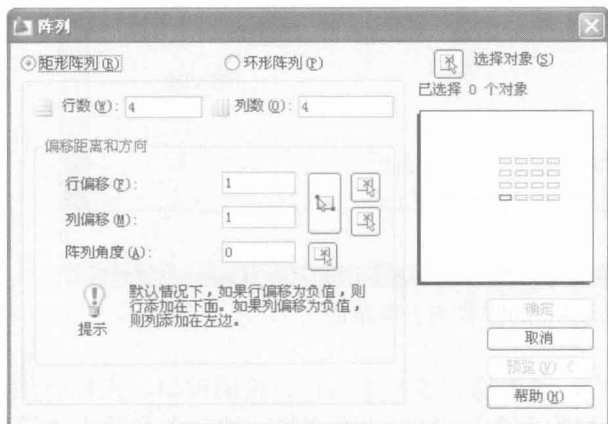 阵列
矩形阵列(R)
环形阵列(P)
选择对象(S)
已选择 0 个对象
行数(W): 4
列数(O): 4
偏移距离和方向
行偏移(F): 1
列偏移(M): 1
阵列角度(A): 0
默认情况下，如果行偏移为负值，则
行添加在下面。如果列偏移为负值，
则列添加在左边。
提示
确定
取消
预览(V) <
帮助(H)